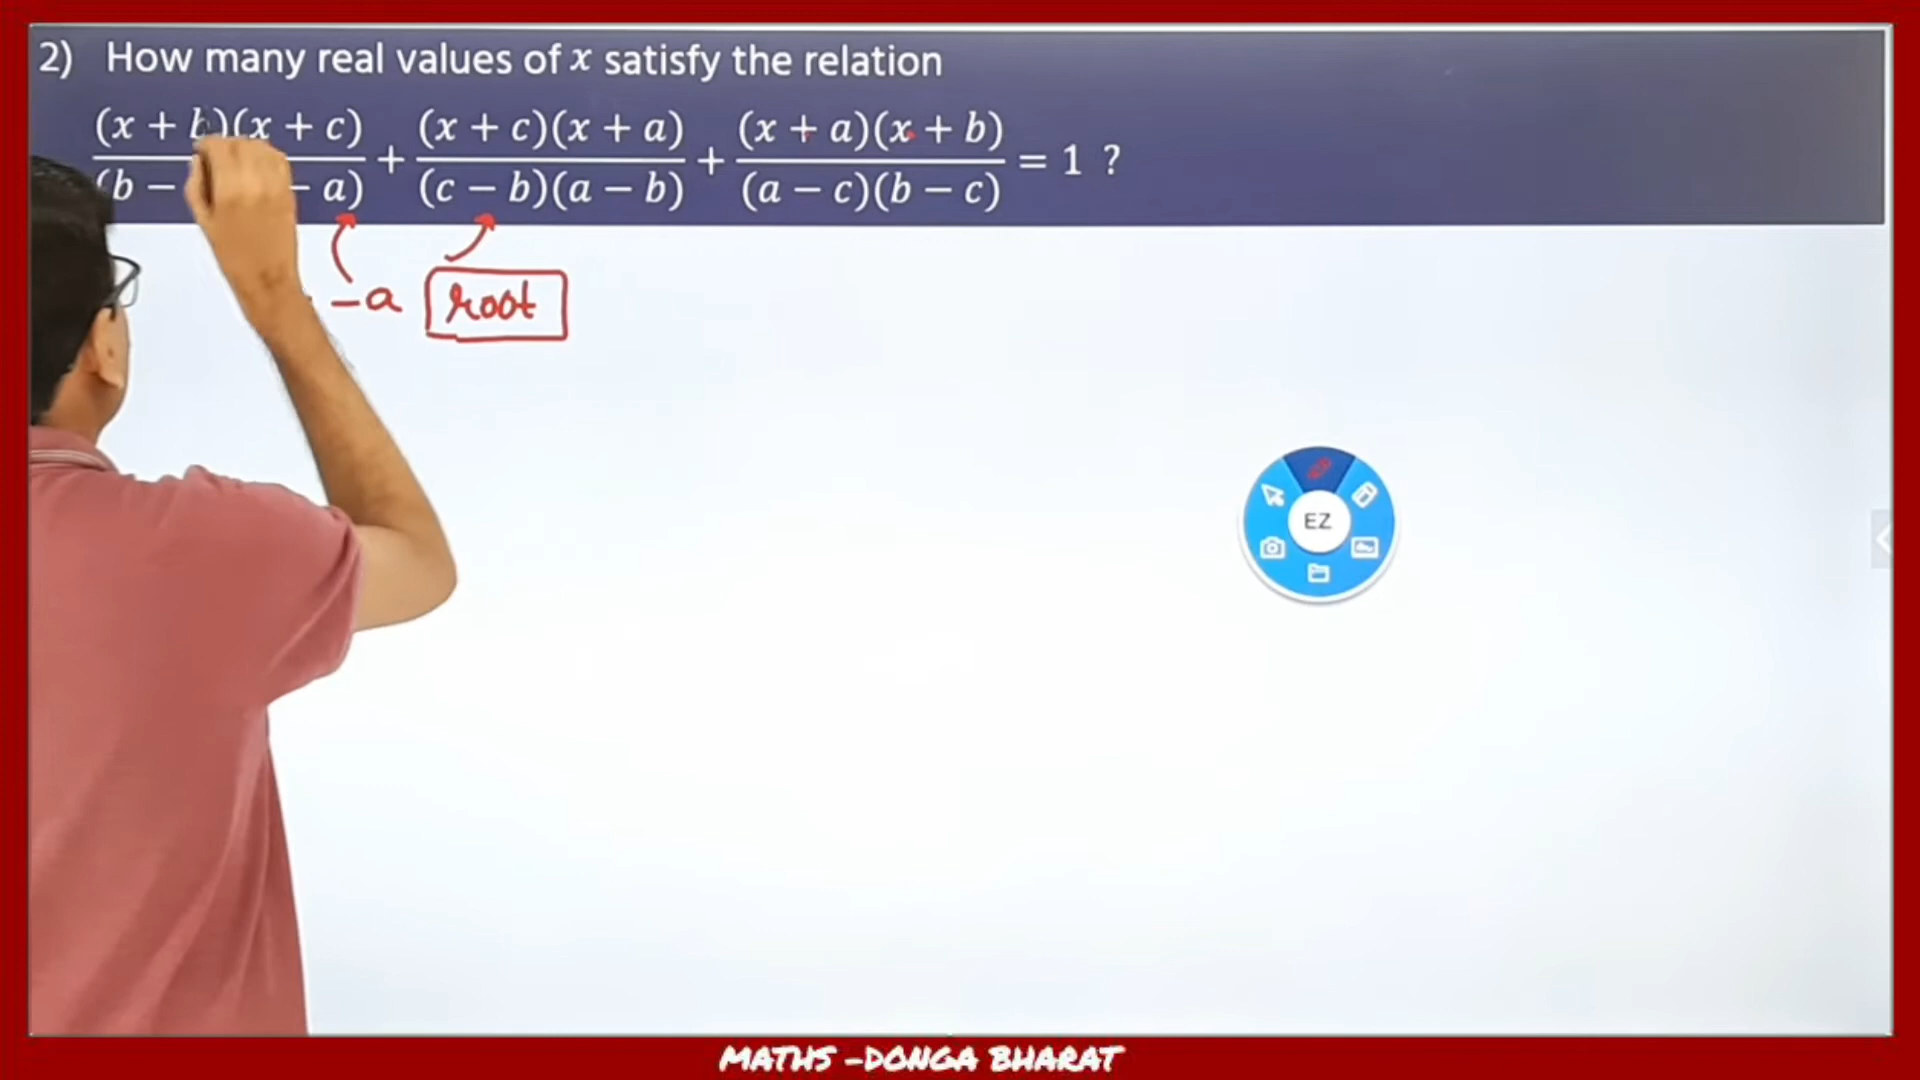 2) How many real values of x satisfy the relation
(x + b)(x + c) / (b − − a) + (x + c)(x + a) / (c − b)(a − b) + (x + a)(x + b) / (a − c)(b − c) = 1 ?
−a root
EZ
MATHS -DONGA BHARAT